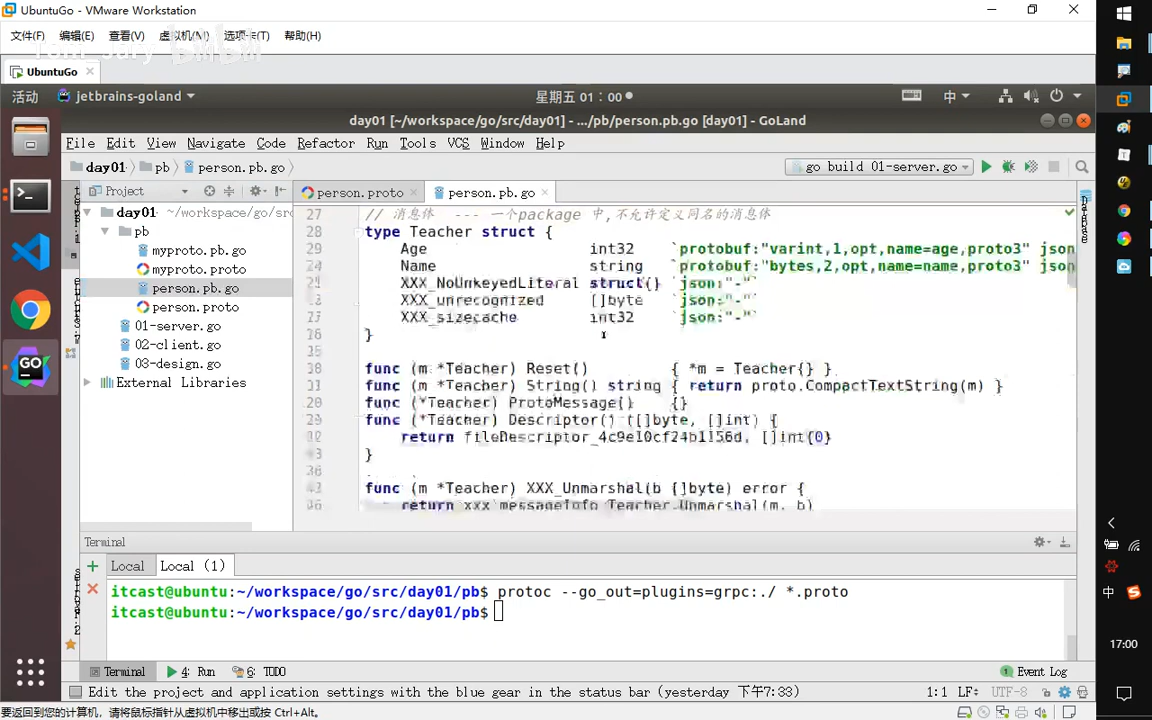 UbuntuGo - VMware Workstation
文件(F) 编辑(E) 查看(V) 虚拟机(M) 选项卡(T) 帮助(H)
UbuntuGo
活动 jetbrains-goland 星期五 01：00 中
day01 [~/workspace/go/src/day01] - .../pb/person.pb.go [day01] - GoLand
File Edit View Navigate Code Refactor Run Tools VCS Window Help
day01 pb person.pb.go go build 01-server.go
Project person.proto person.pb.go
day01 ~/workspace/go/src
pb
myproto.pb.go
myproto.proto
person.pb.go
person.proto
01-server.go
02-client.go
03-design.go
External Libraries
// 消息体 --- 一个package 中,不允许定义同名的消息体
type Teacher struct {
Age int32 `protobuf:"varint,1,opt,name=age,proto3" json
Name string `protobuf:"bytes,2,opt,name=name,proto3" json
XXX_NoUnkeyedLiteral struct{} `json:"-"`
XXX_unrecognized []byte `json:"-"`
XXX_sizecache int32 `json:"-"`
}
func (m *Teacher) Reset() { *m = Teacher{} }
func (m *Teacher) String() string { return proto.CompactTextString(m) }
func (*Teacher) ProtoMessage() {}
func (*Teacher) Descriptor() ([]byte, []int) {
return []int{0}
}
func (m *Teacher) XXX_Unmarshal(b []byte) error {
return xxx_messageInfo_Teacher.Unmarshal(m, b)
Terminal
Local Local (1)
itcast@ubuntu:~/workspace/go/src/day01/pb$ protoc --go_out=plugins=grpc:./ *.proto
itcast@ubuntu:~/workspace/go/src/day01/pb$
Terminal 4: Run 6: TODO Event Log
Edit the project and application settings with the blue gear in the status bar (yesterday 下午7:33) 1:1 LF UTF-8
要返回到您的计算机，请将鼠标指针从虚拟机中移出或按 Ctrl+Alt。
中
17:00